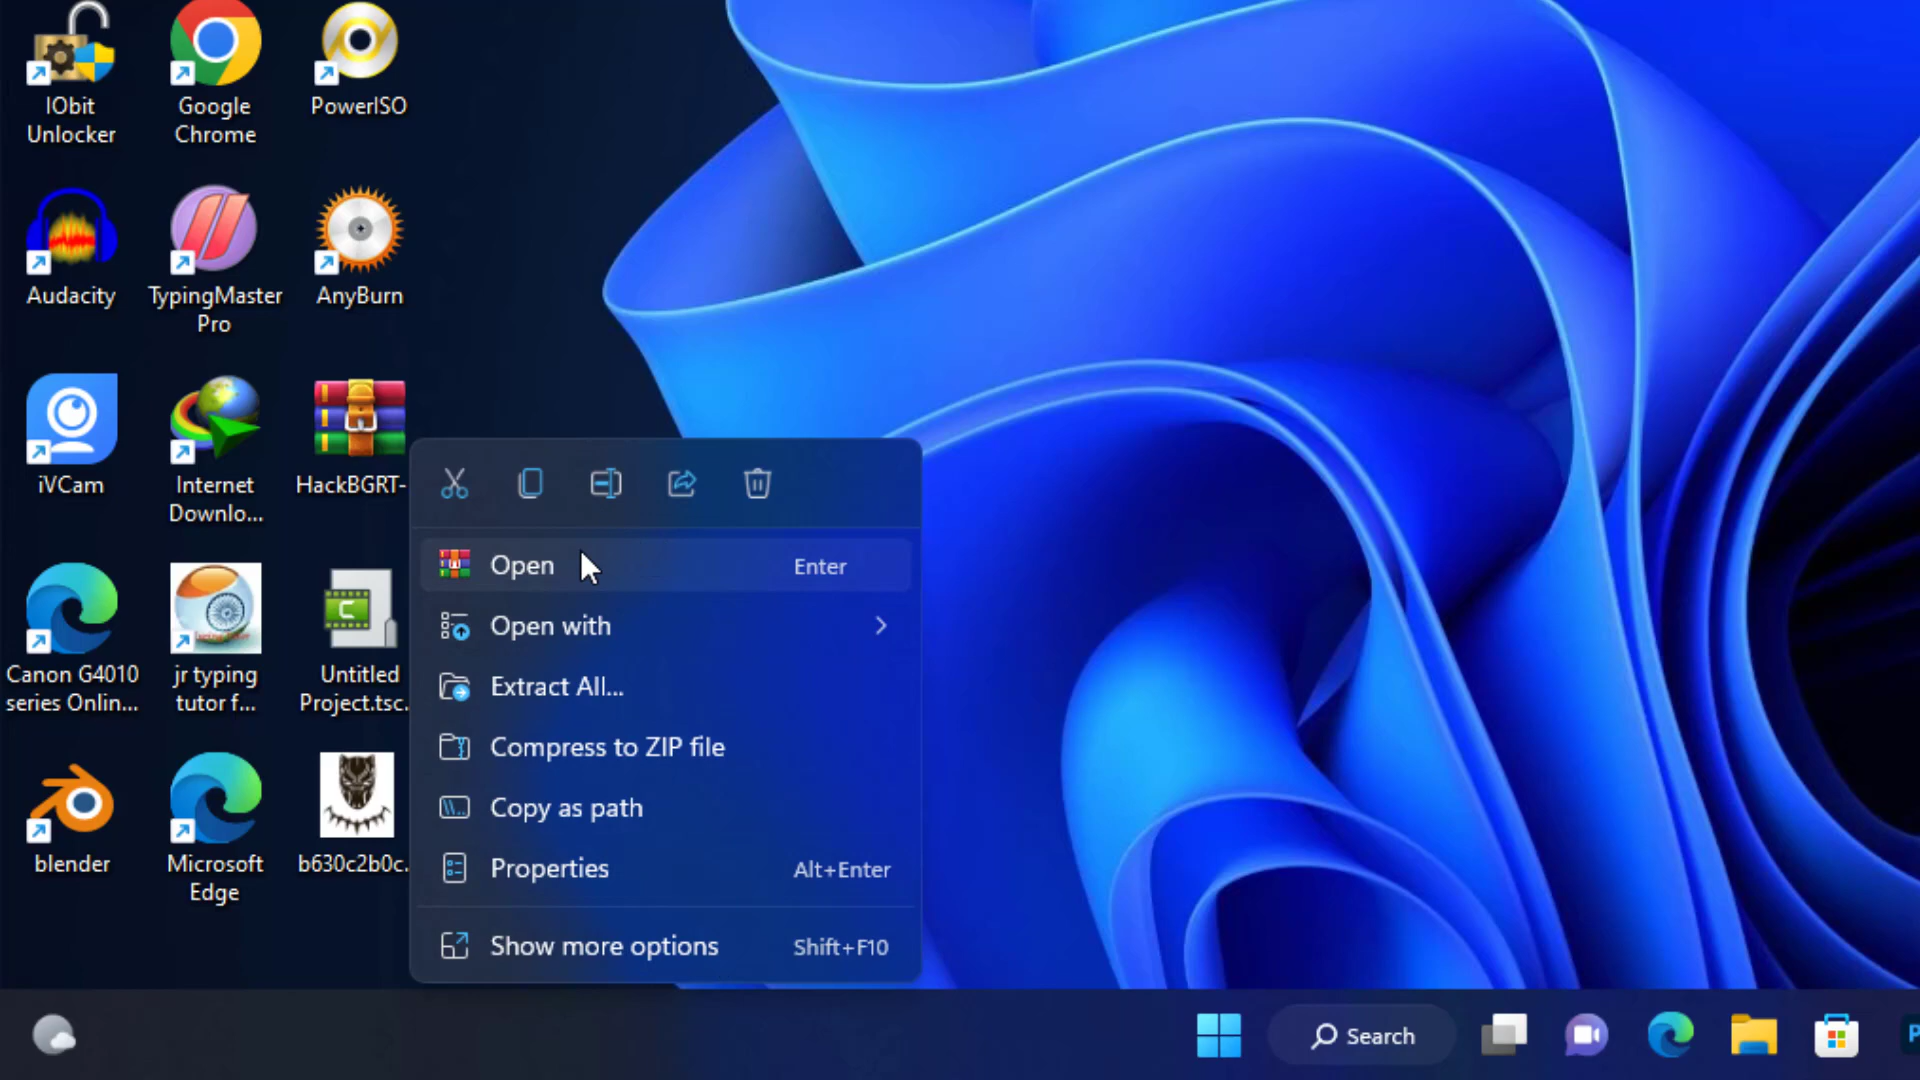 IObit
Unlocker
Google
Chrome
PowerISO
Audacity
TypingMaster
Pro
AnyBurn
iVCam
Internet
Downlo...
HackBGRT-
Canon G4010
series Onlin...
jr typing
tutor f...
Untitled
Project.tsc.
blender
Microsoft
Edge
b630c2b0c.
Open Enter
Open with
Extract All...
Compress to ZIP file
Copy as path
Properties Alt+Enter
Show more options Shift+F10
Search